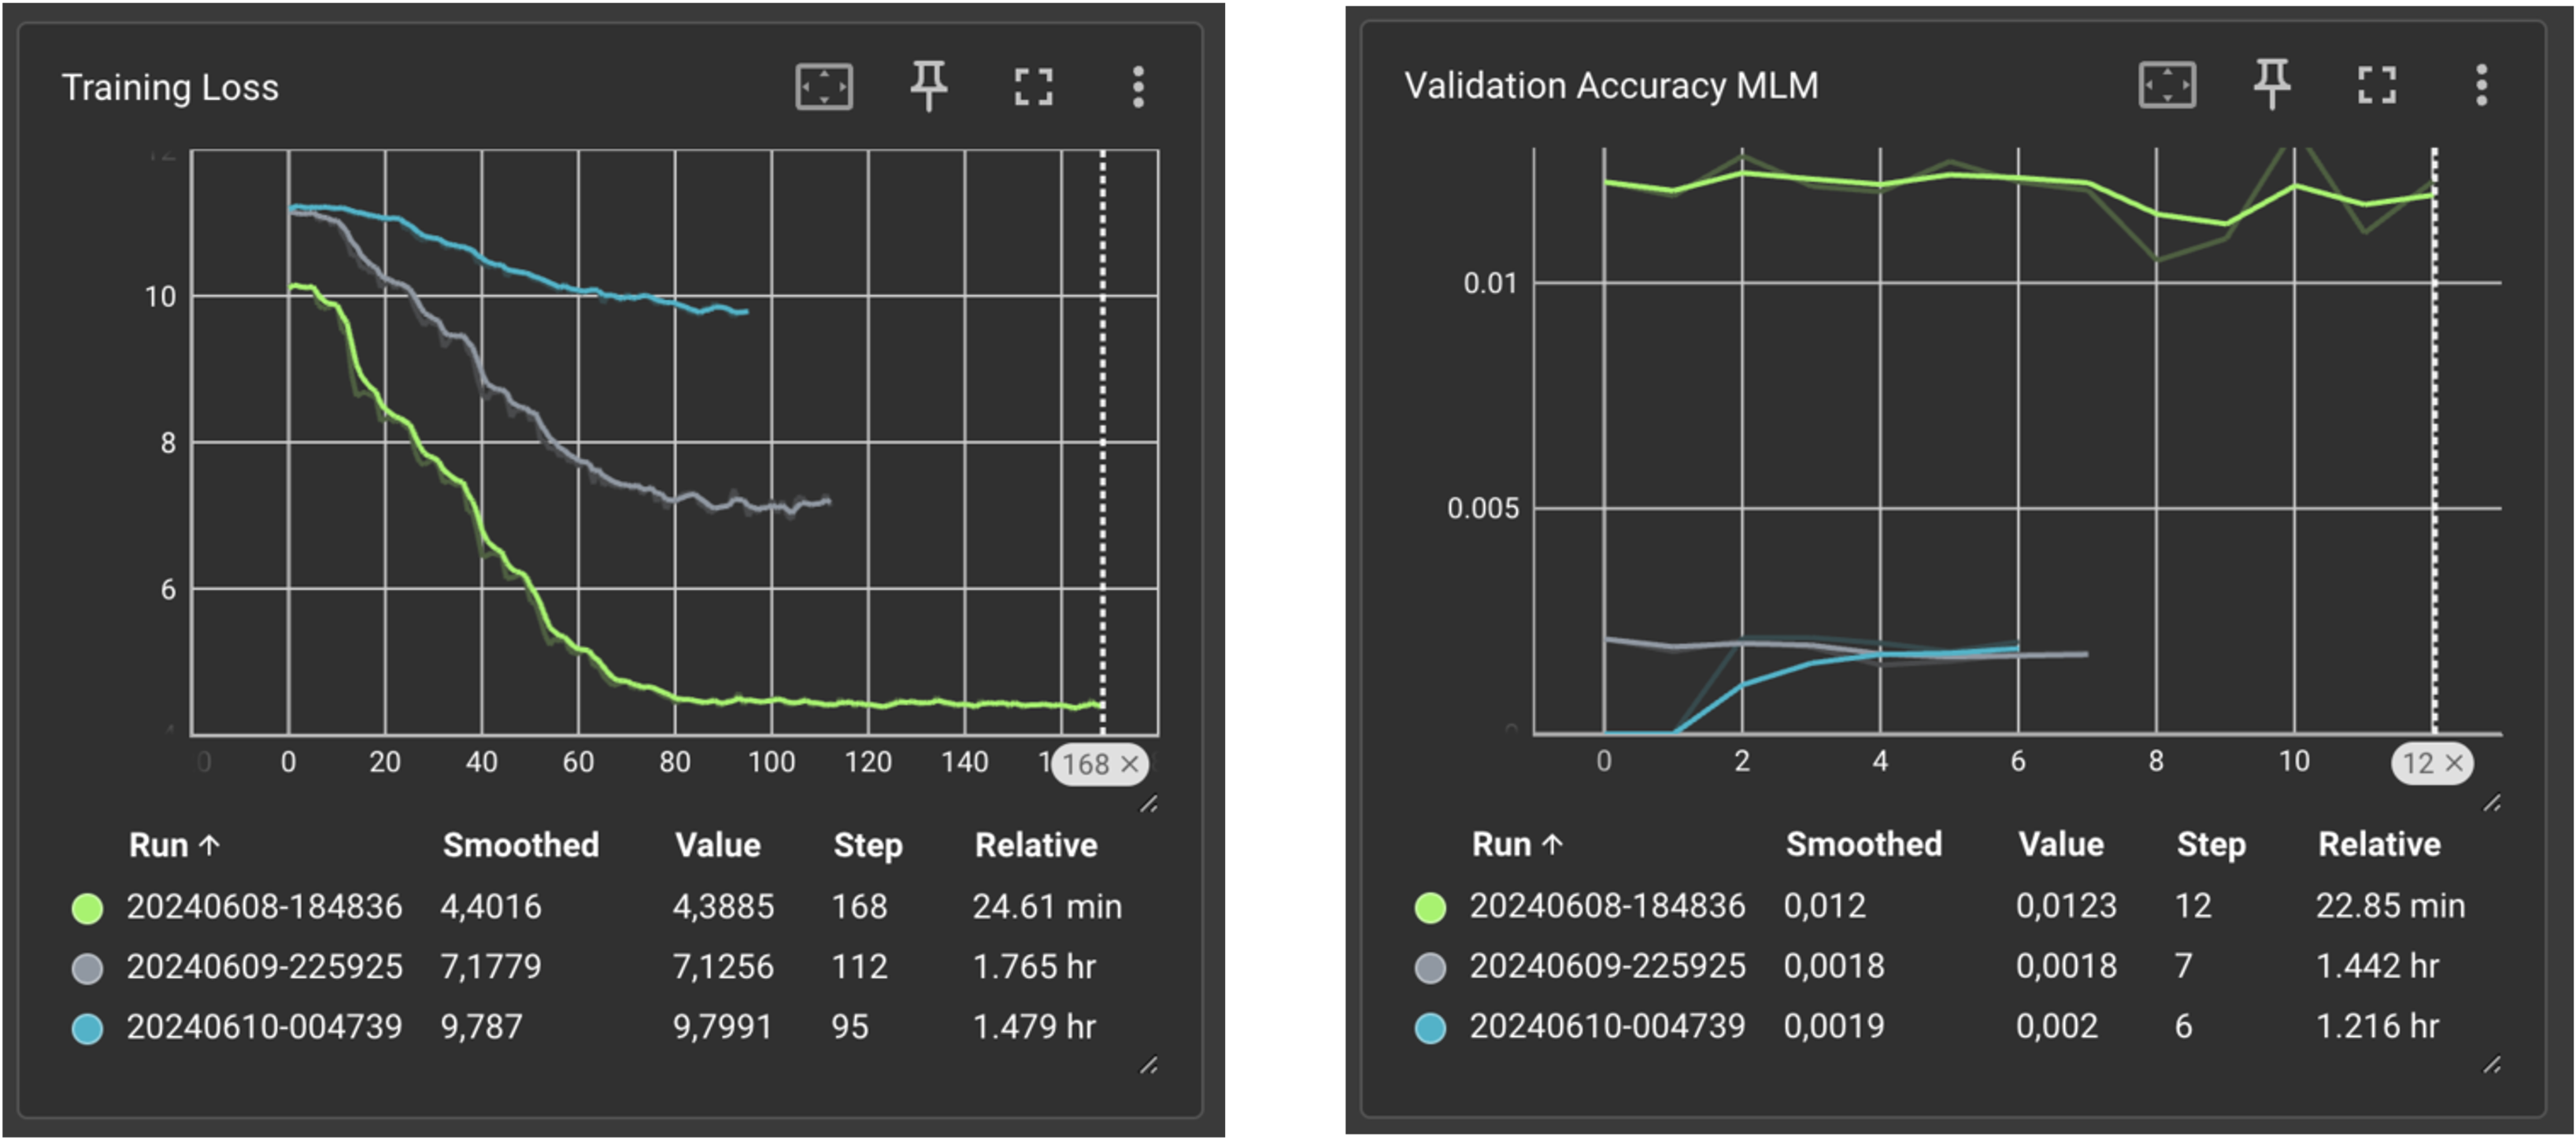 Training Loss
12
10
8
6
4
0 0 20 40 60 80 100 120 140 1 168 ×
Run ↑ Smoothed Value Step Relative
20240608-184836 4,4016 4,3885 168 24.61 min
20240609-225925 7,1779 7,1256 112 1.765 hr
20240610-004739 9,787 9,7991 95 1.479 hr
Validation Accuracy MLM
0.01
0.005
0
0 2 4 6 8 10 12 ×
Run ↑ Smoothed Value Step Relative
20240608-184836 0,012 0,0123 12 22.85 min
20240609-225925 0,0018 0,0018 7 1.442 hr
20240610-004739 0,0019 0,002 6 1.216 hr